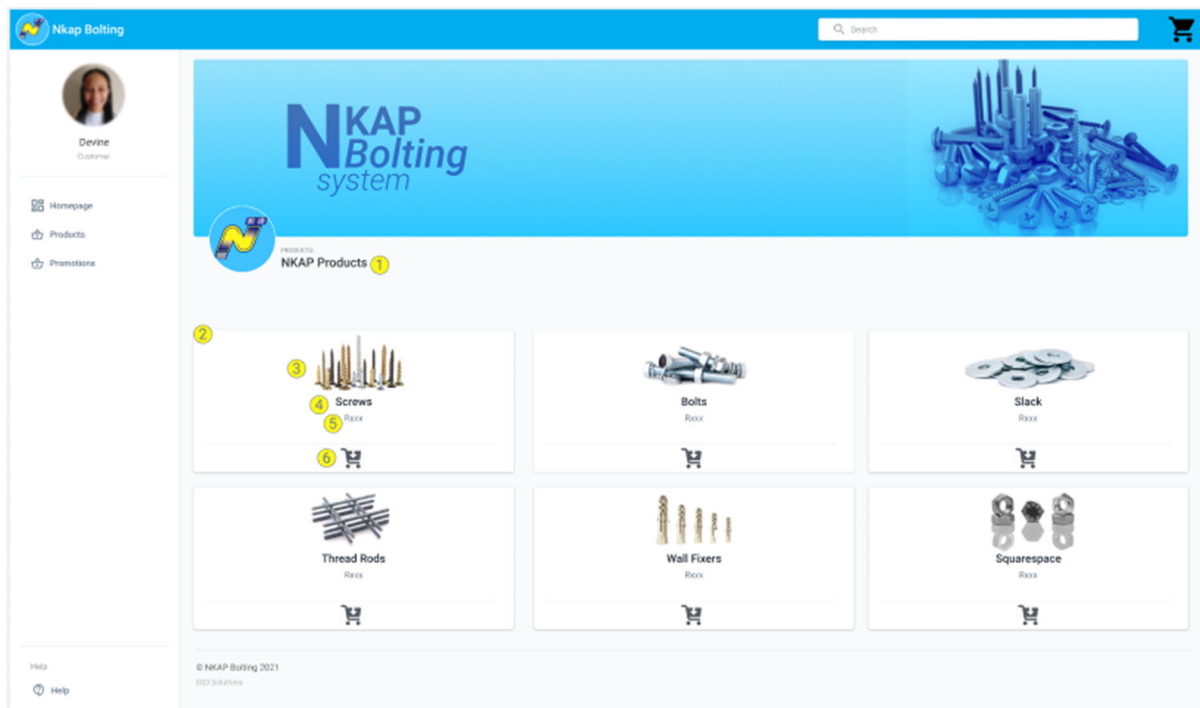 Nkap Bolting
Search
Devine
Customer
Homepage
Products
Promotions
NKAP
Bolting
system
N
PRODUCTS
NKAP Products 1
2
3
4 Screws
5 Rxxx
6
Bolts
Rxxx
Slack
Rxxx
Thread Rods
Rxxx
Wall Fixers
Rxxx
Squarespace
Rxxx
Help
Help
© NKAP Bolting 2021
DS3 Solutions